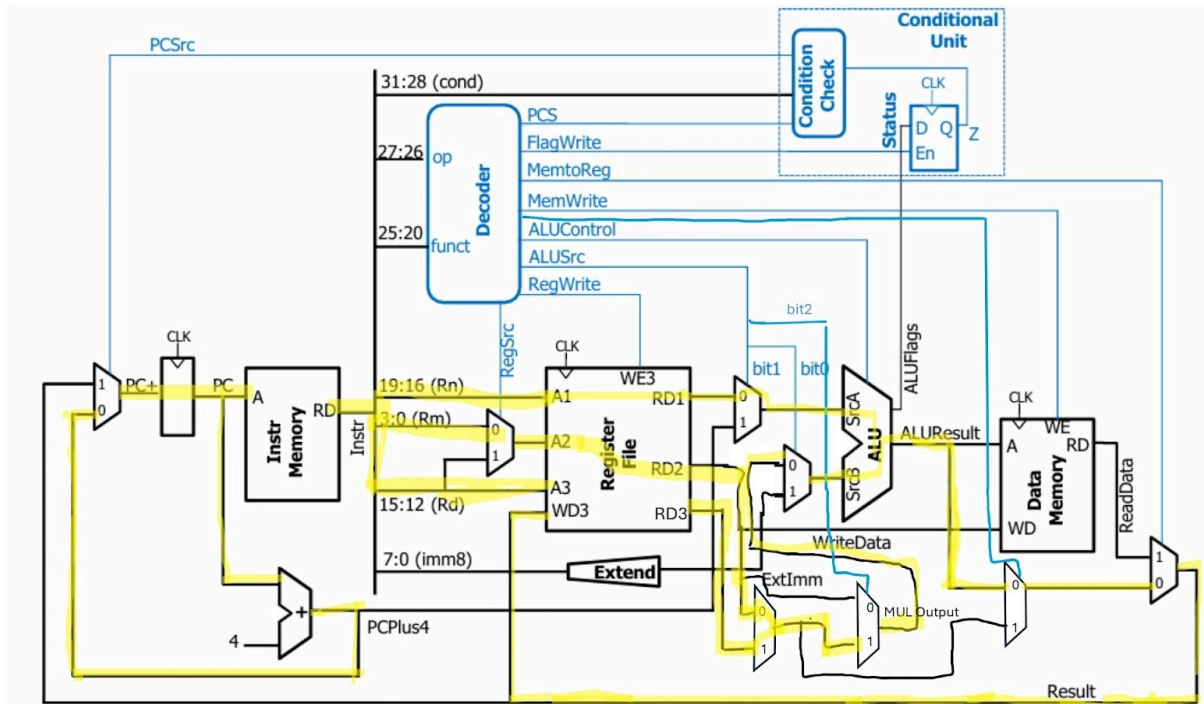 Conditional
Unit
PCSrc
Condition
Check
31:28 (cond)
CLK
PCS
Status
D Q
Z
En
FlagWrite
27:26 op
MemtoReg
Decoder
MemWrite
25:20 funct
ALUControl
ALUSrc
RegWrite
bit2
RegSrc
ALUFlags
CLK
CLK
bit1
bit0
WE3
1
PC+
PC
A
RD
19:16 (Rn)
A1
RD1
0
SrcA
CLK
0
Instr
Memory
Instr
3:0 (Rm)
0
A2
1
ALU
ALUResult
A
WE
RD
1
Register
File
RD2
0
SrcB
Data
Memory
ReadData
A3
1
15:12 (Rd)
WD3
RD3
WD
WriteData
1
7:0 (imm8)
Extend
ExtImm
0
0
0
0
MUL Output
+
PCPlus4
1
4
1
1
Result